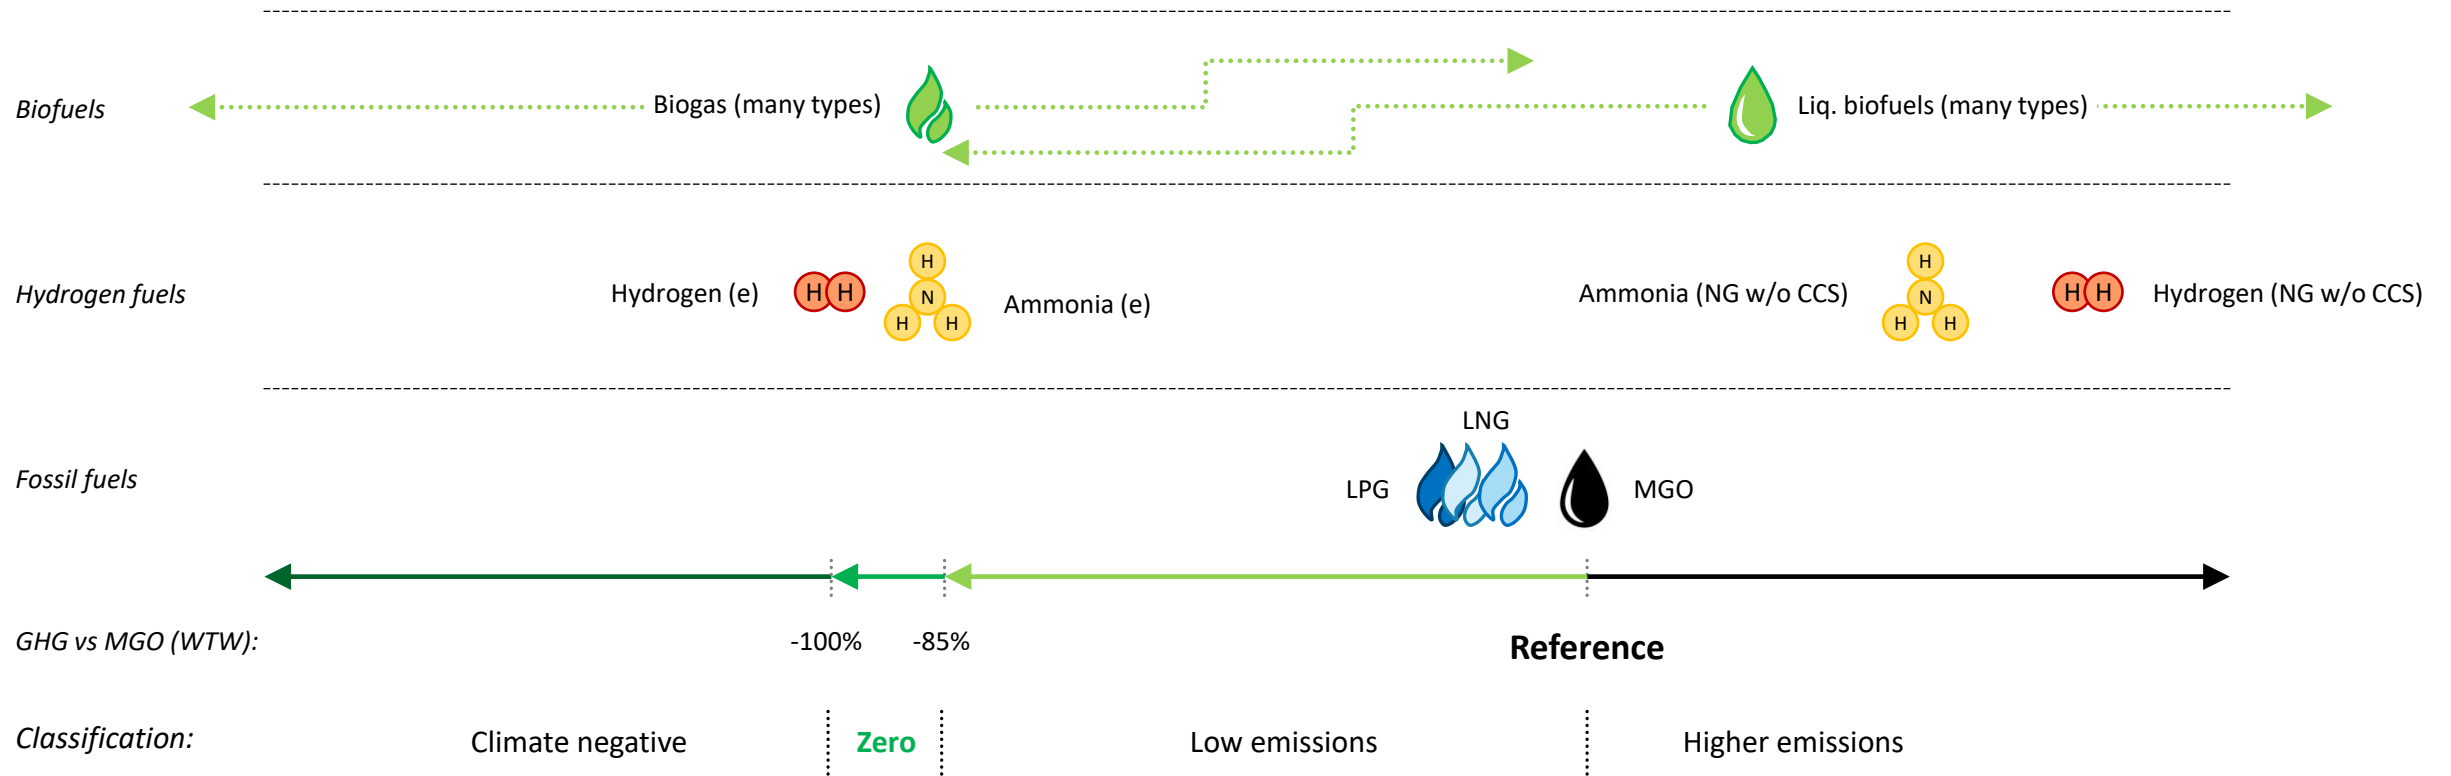 Biofuels
Biogas (many types)
Liq. biofuels (many types)
Hydrogen fuels
Hydrogen (e)
H H
H
N
H H
Ammonia (e)
Ammonia (NG w/o CCS)
H
N
H H
H H
Hydrogen (NG w/o CCS)
Fossil fuels
LNG
LPG
MGO
GHG vs MGO (WTW):
-100%
-85%
Reference
Classification:
Climate negative
Zero
Low emissions
Higher emissions